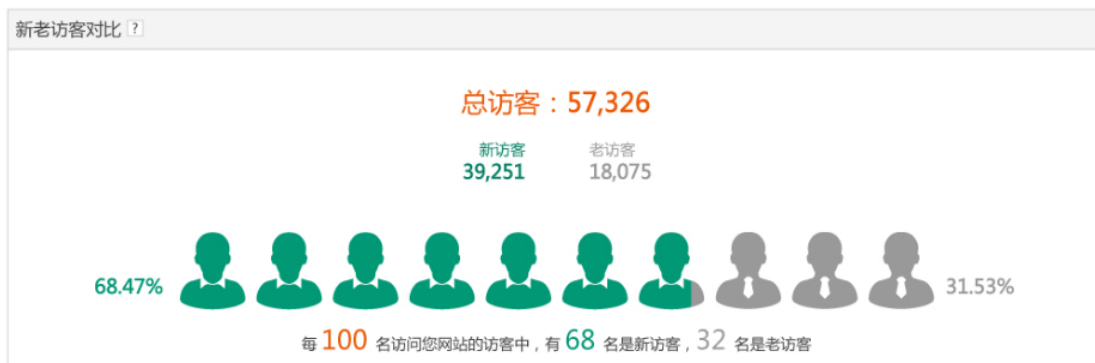 新老访客对比 ?
总访客：57,326
新访客 老访客
39,251 18,075
68.47% 31.53%
每 100 名访问您网站的访客中，有 68 名是新访客，32 名是老访客